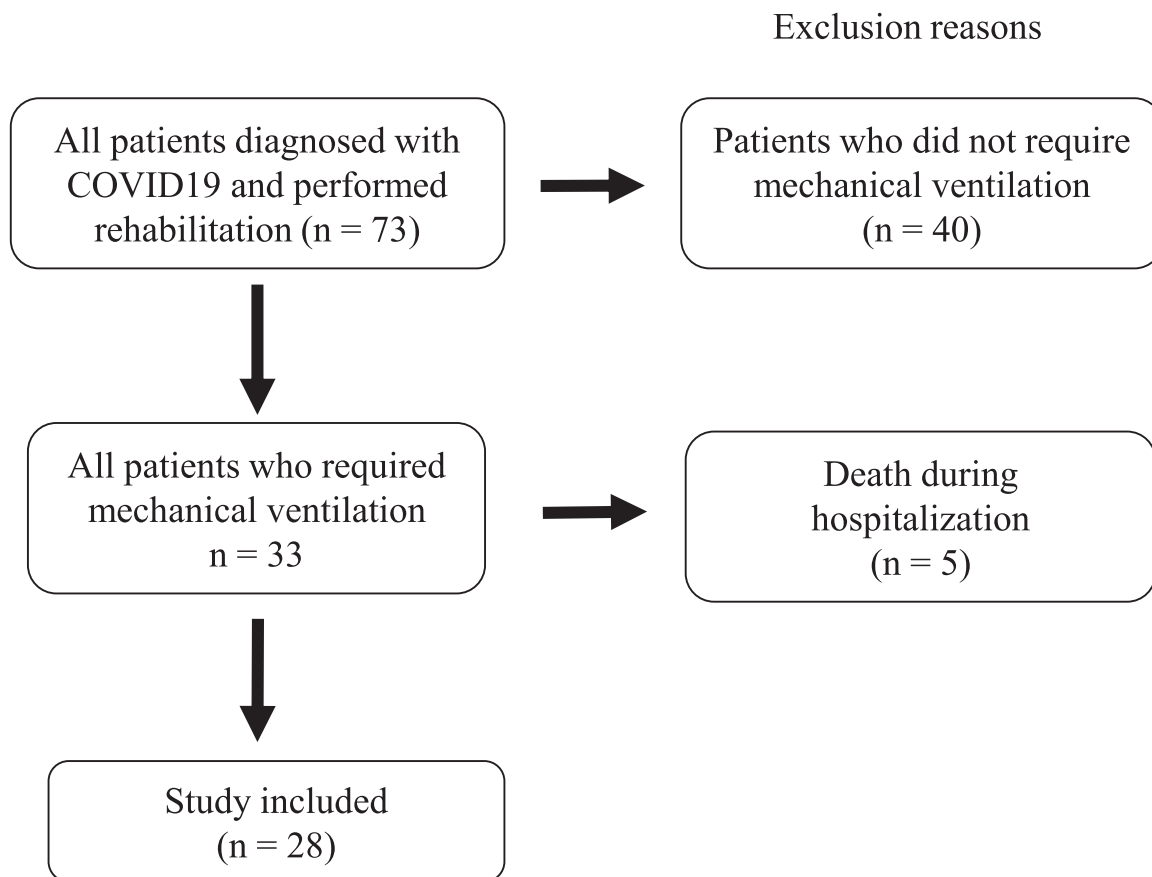 Exclusion reasons
All patients diagnosed with
COVID19 and performed
rehabilitation (n = 73)
Patients who did not require
mechanical ventilation
(n = 40)
All patients who required
mechanical ventilation
n = 33
Death during
hospitalization
(n = 5)
Study included
(n = 28)